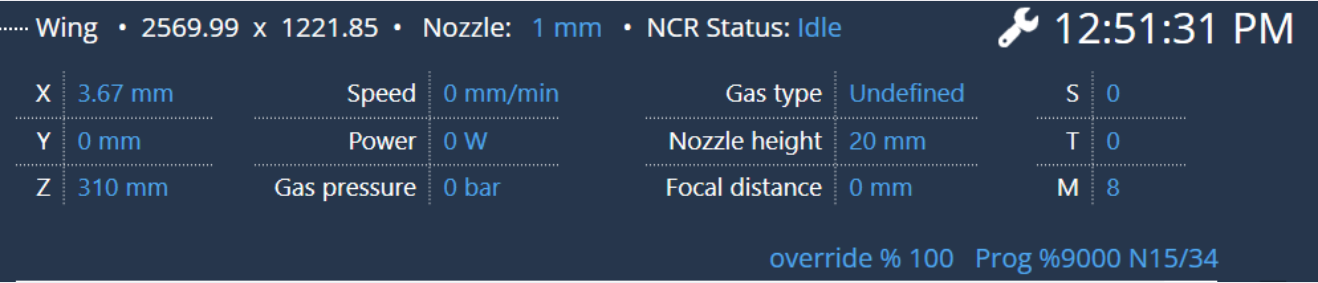 Wing • 2569.99 x 1221.85 • Nozzle: 1 mm • NCR Status: Idle 12:51:31 PM
X 3.67 mm Speed 0 mm/min Gas type Undefined S 0
Y 0 mm Power 0 W Nozzle height 20 mm T 0
Z 310 mm Gas pressure 0 bar Focal distance 0 mm M 8
override % 100 Prog %9000 N15/34